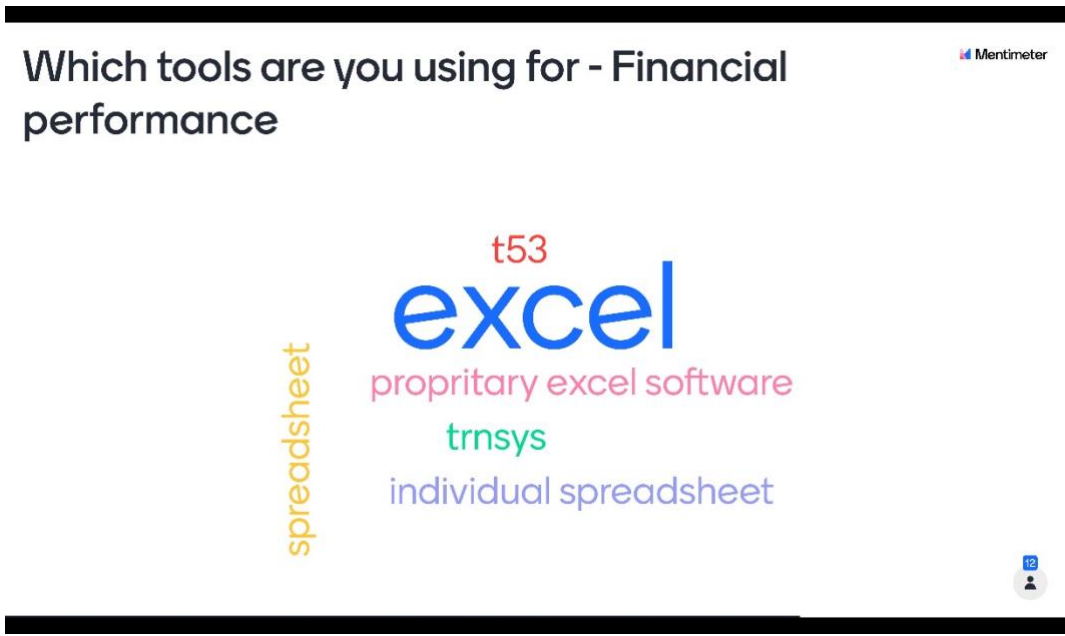 Which tools are you using for - Financial
performance
Mentimeter
t53
excel
propritary excel software
spreadsheet
trnsys
individual spreadsheet
12